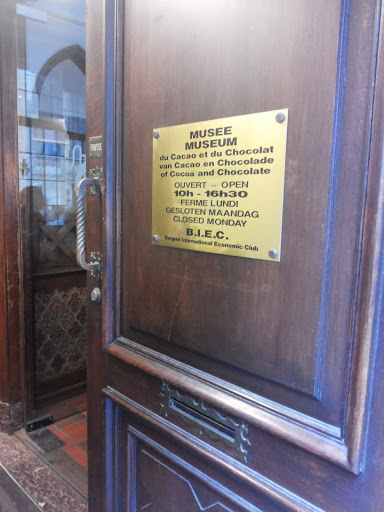 MUSEE
MUSEUM
du Cacao et du Chocolat
van Cacao en Chocolade
of Cocoa and Chocolate
OUVERT – OPEN
10h - 16h30
FERME LUNDI
GESLOTEN MAANDAG
CLOSED MONDAY
B.I.E.C.
Belgian International Economic Club